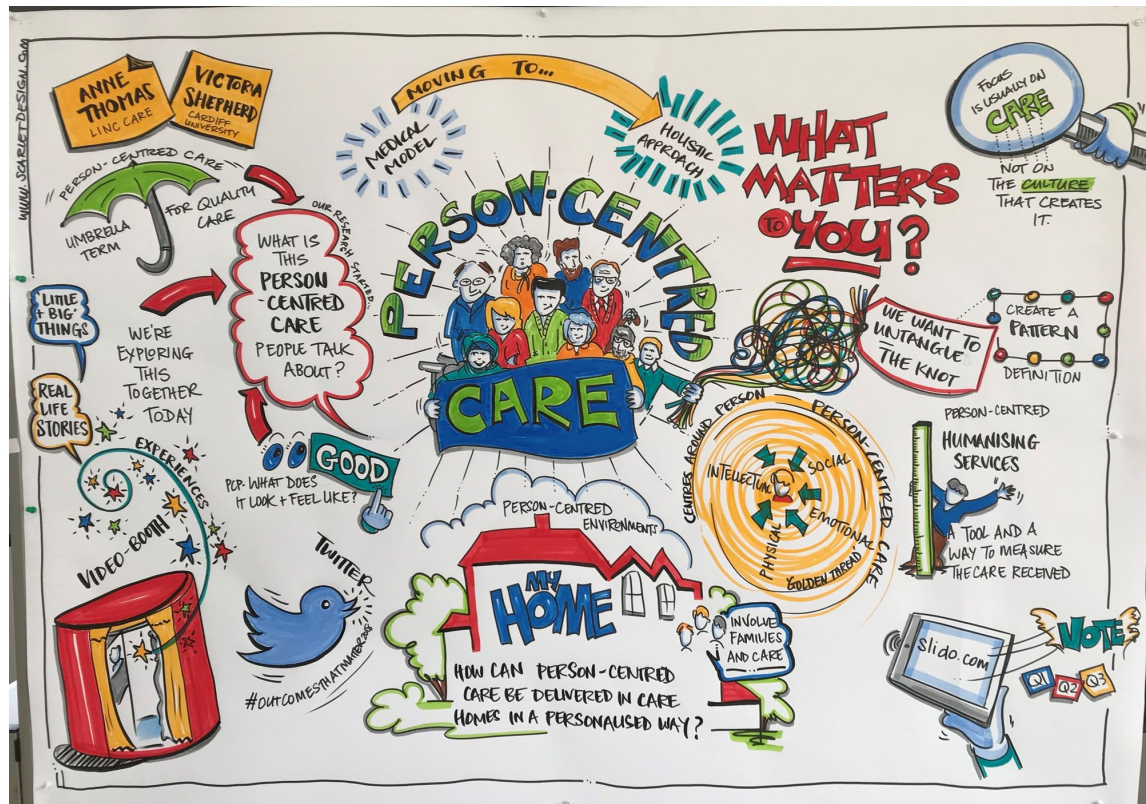 WWW.SCARLETDESIGN.COM
ANNE
THOMAS
LINC CARE
VICTORIA
SHEPHERD
CARDIFF
UNIVERSITY
PERSON-CENTRED CARE
UMBRELLA
TERM
FOR QUALITY
CARE
MOVING TO...
MEDICAL
MODEL
HOLISTIC
APPROACH
WHAT
MATTERS
TO YOU?
FOCUS
IS USUALLY ON
CARE
NOT ON
THE CULTURE
THAT CREATES
IT.
OUR RESEARCH STARTED...
WHAT IS
THIS
PERSON
CENTRED
CARE
PEOPLE TALK
ABOUT?
LITTLE
+ 'BIG'
THINGS
WE'RE
EXPLORING
THIS
TOGETHER
TODAY
REAL
LIFE
STORIES
PERSON-CENTRED
CARE
WE WANT TO
UNTANGLE
THE KNOT
CREATE A
PATTERN
DEFINITION
EXPERIENCES
VIDEO-BOOTH
GOOD
PCP-WHAT DOES
IT LOOK + FEEL LIKE?
CENTRES AROUND PERSON
PERSON-CENTRED CARE
INTELLECTUAL
SOCIAL
EMOTIONAL
PHYSICAL
GOLDEN THREAD
PERSON-CENTRED
HUMANISING
SERVICES
A TOOL AND A
WAY TO MEASURE
THE CARE RECEIVED
TWITTER
#OUTCOMESTHATMATTER2018
PERSON-CENTRED
ENVIRONMENTS
MY
HOME
INVOLVE
FAMILIES
AND CARE
HOW CAN PERSON-CENTRED
CARE BE DELIVERED IN CARE
HOMES IN A PERSONALISED WAY?
Slido.com
VOTE
Q1
Q2
Q3